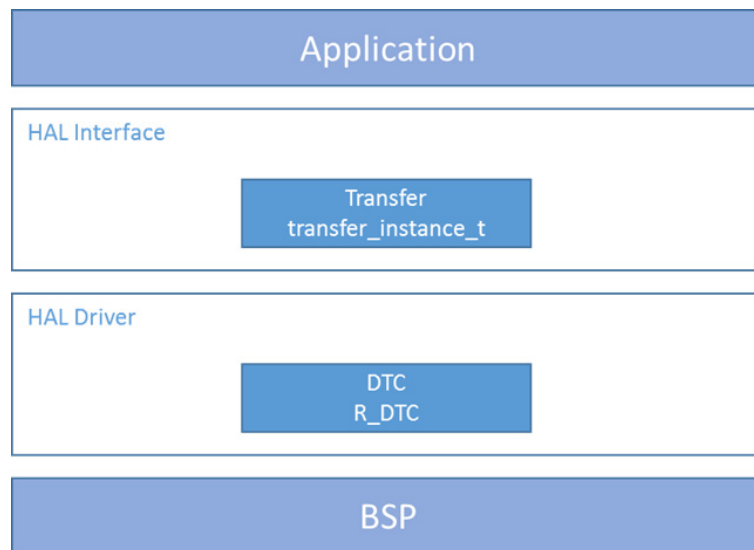 Application
HAL Interface
Transfer
transfer_instance_t
HAL Driver
DTC
R_DTC
BSP